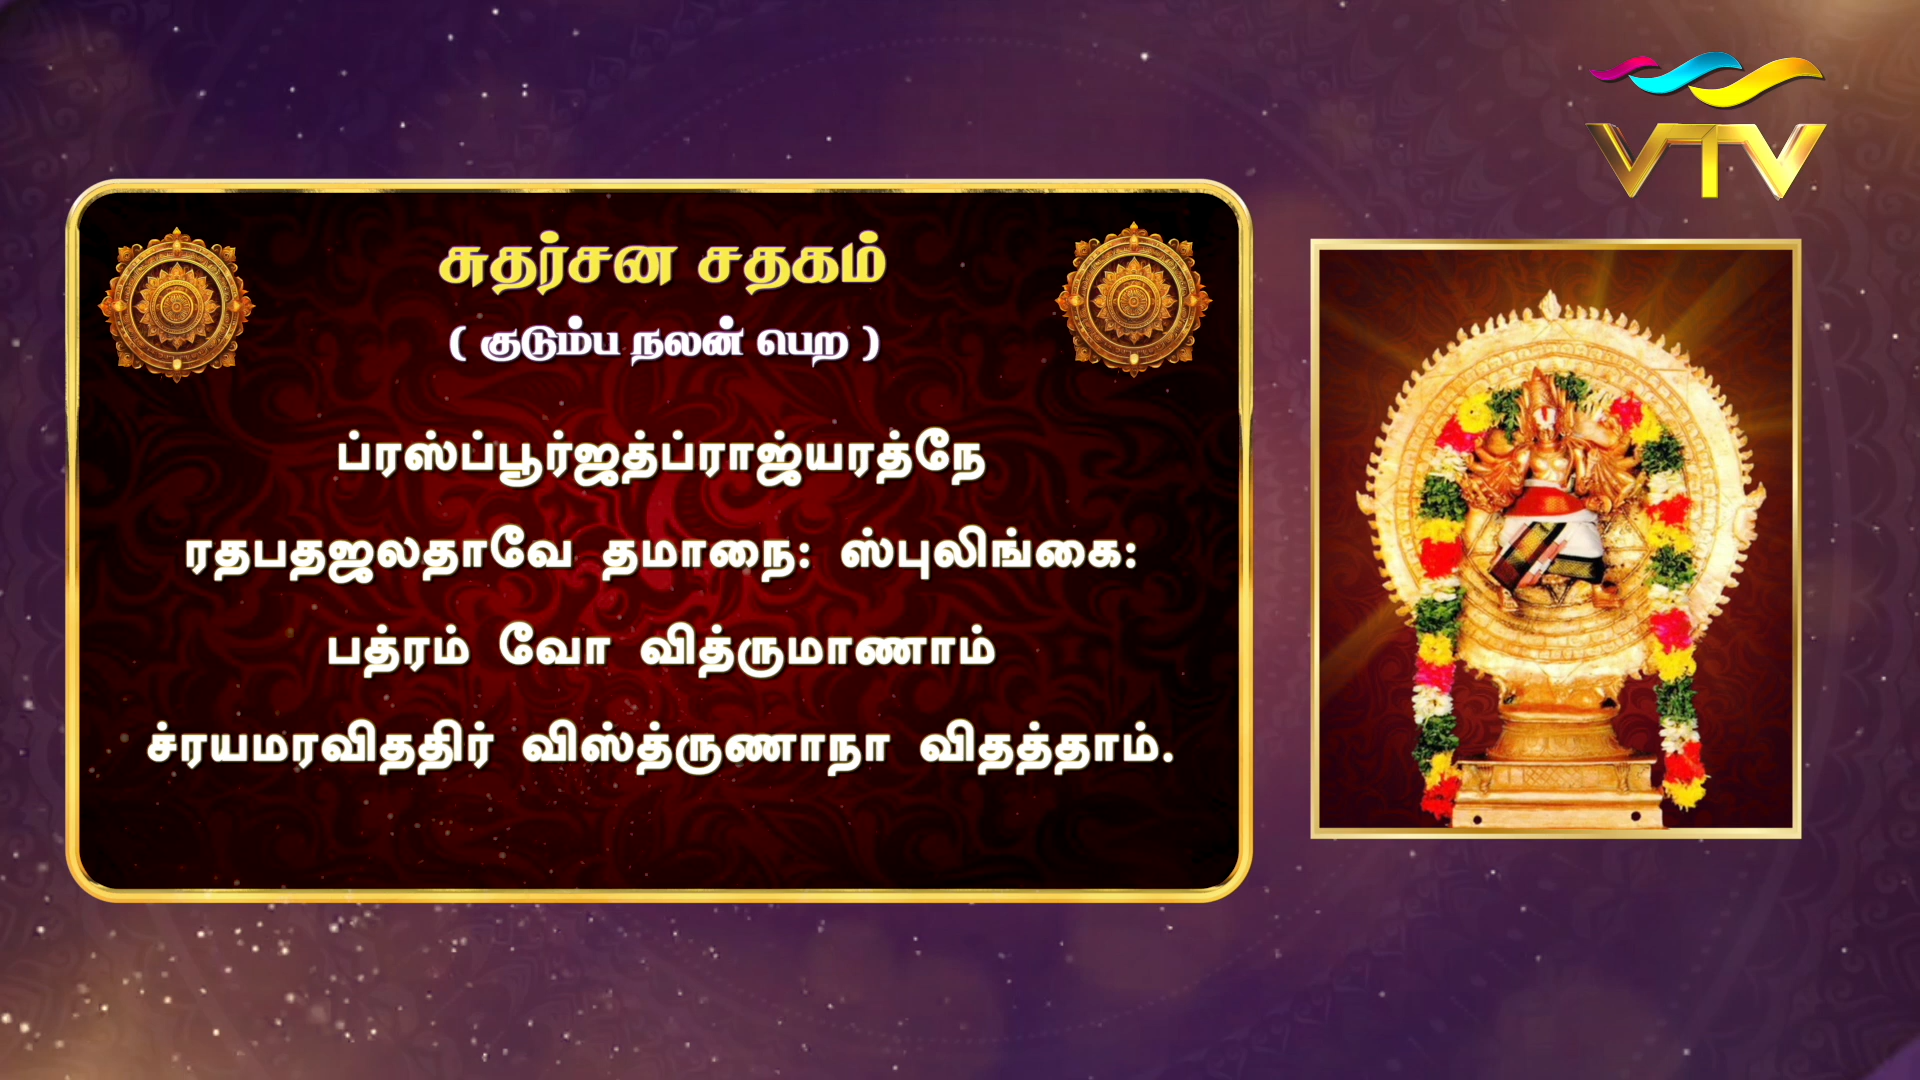 VTV
சுதர்சன சதகம்
( குடும்ப நலன் பெற )
ப்ரஸ்ப்பூர்ஜத்ப்ராஜ்யரத்நே
ரதபதஜலதாவே தமாநை: ஸ்புலிங்கை:
பத்ரம் வோ வித்ருமாணாம்
ச்ரயமரவிததிர் விஸ்த்ருணாநா விதத்தாம்.